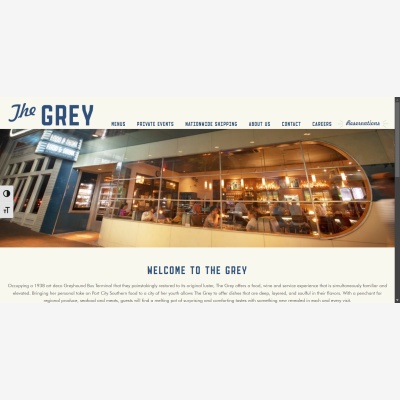 The GREY
MENUS PRIVATE EVENTS NATIONWIDE SHIPPING ABOUT US CONTACT CAREERS Reservations
WELCOME TO THE GREY
Occupying a 1938 art deco Greyhound Bus Terminal that they painstakingly restored to its original luster, The Grey offers a food, wine and service experience that is simultaneously familiar and
elevated. Bringing her personal take on Port City Southern food to a city of her youth allows The Grey to offer dishes that are deep, layered, and soulful in their flavors. With a penchant for
regional produce, seafood and meats, guests will find a melting pot of surprising and comforting tastes with something new revealed in each and every visit.